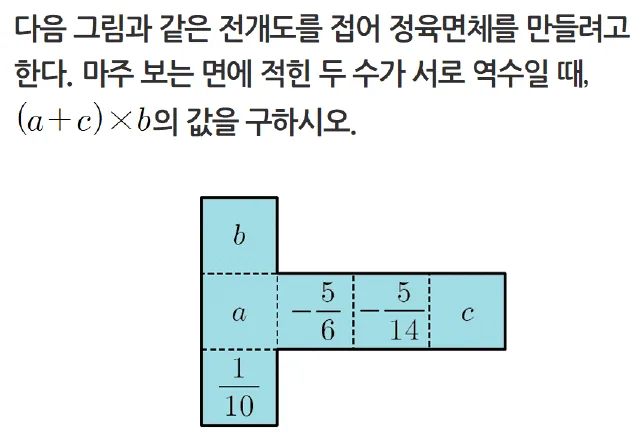 다음 그림과 같은 전개도를 접어 정육면체를 만들려고
한다. 마주 보는 면에 적힌 두 수가 서로 역수일 때,
(a+c)×b의 값을 구하시오.
b
a -5/6 -5/14 c
1/10